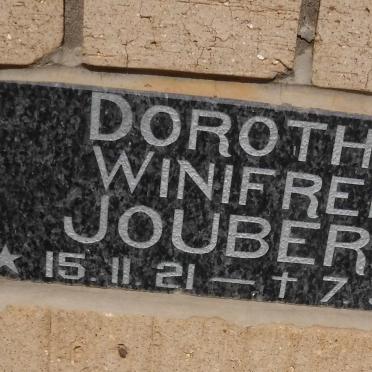 DOROTH
WINIFRE
JOUBER
★ 15.11.21 — † 7.